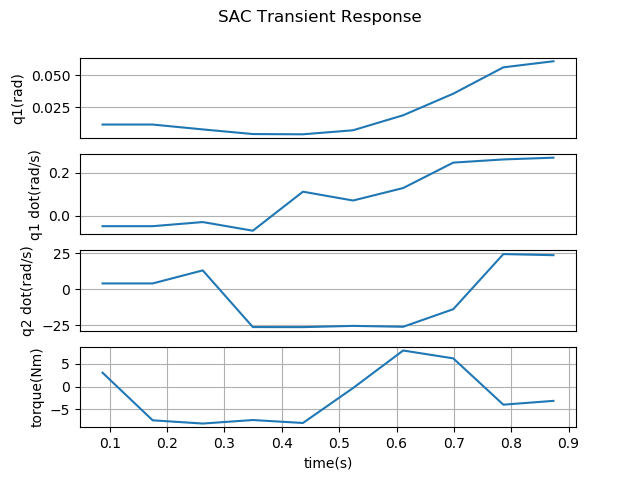 SAC Transient Response
q1(rad)
0.050
0.025
q1 dot(rad/s)
0.2
0.0
q2 dot(rad/s)
25
0
−25
torque(Nm)
5
0
−5
0.1 0.2 0.3 0.4 0.5 0.6 0.7 0.8 0.9
time(s)